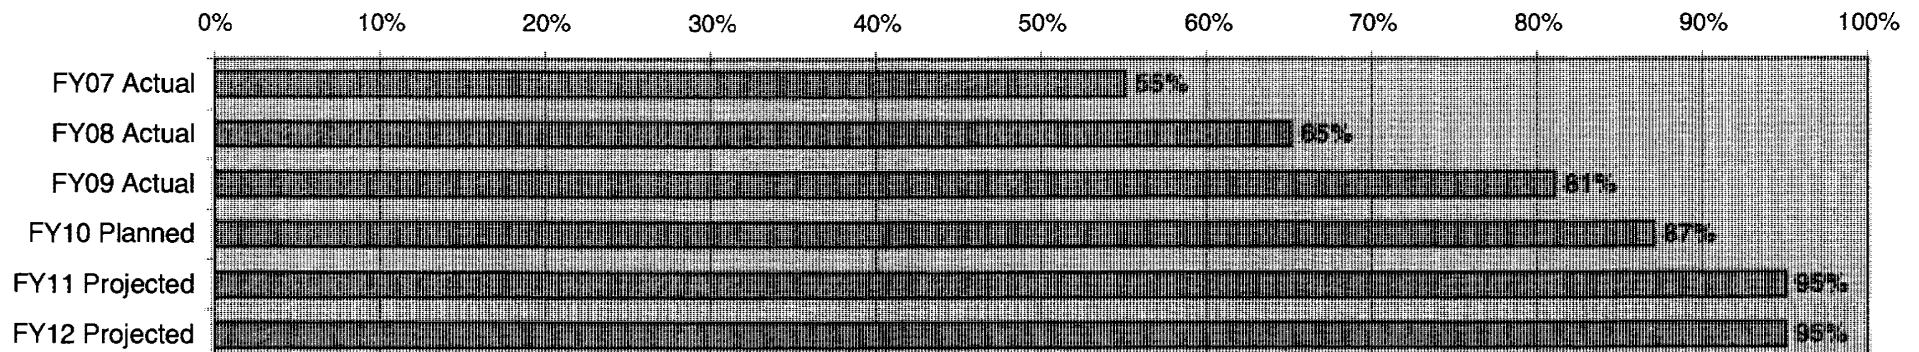 0% 10% 20% 30% 40% 50% 60% 70% 80% 90% 100%
FY07 Actual 55%
FY08 Actual 65%
FY09 Actual 81%
FY10 Planned 87%
FY11 Projected 95%
FY12 Projected 95%